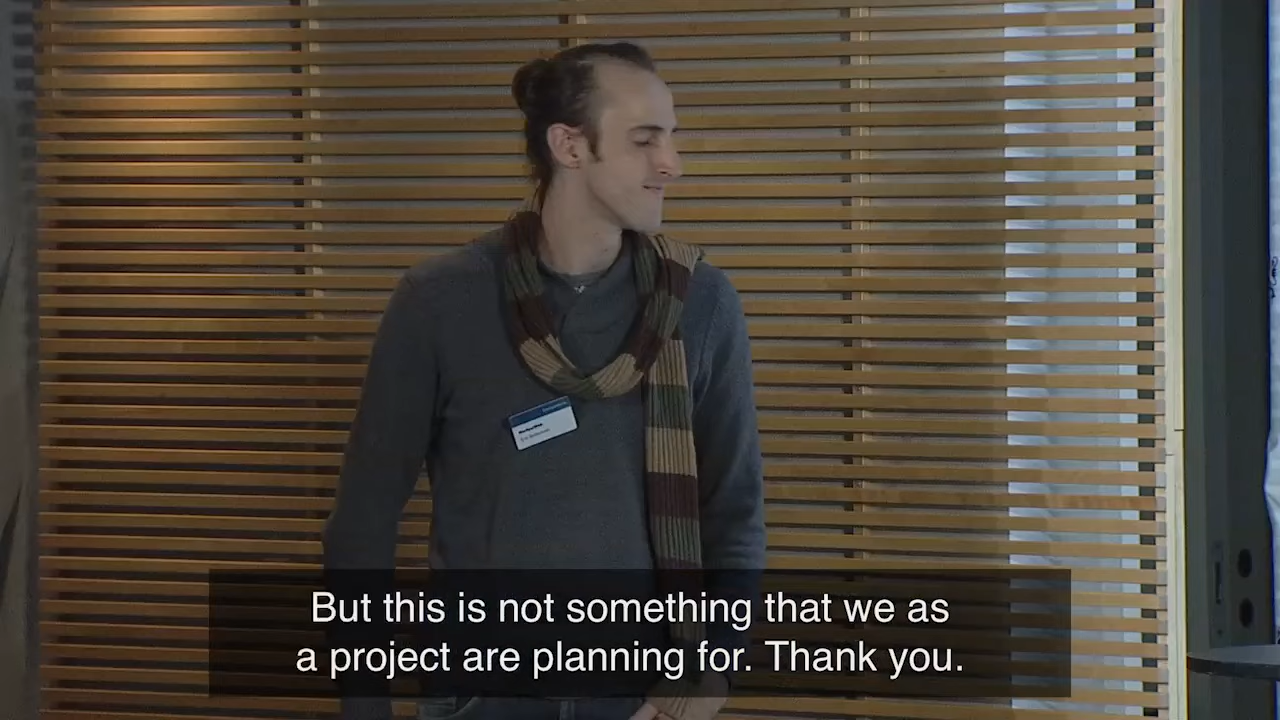 But this is not something that we as
a project are planning for. Thank you.